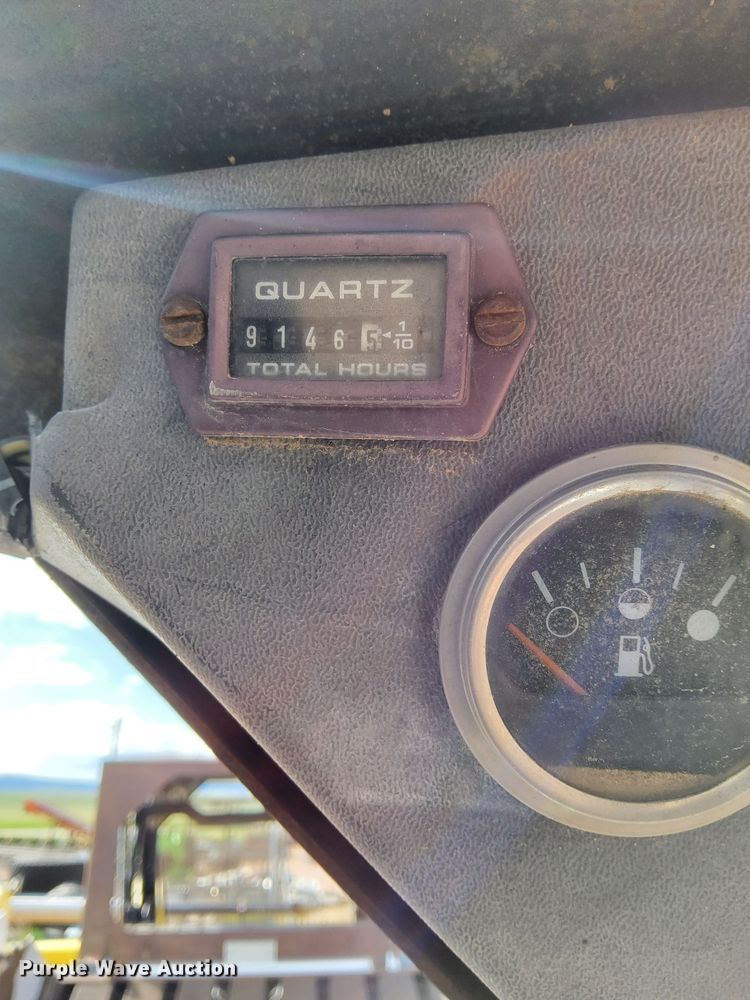 QUARTZ
9146 5 1/10
TOTAL HOURS
Purple Wave Auction